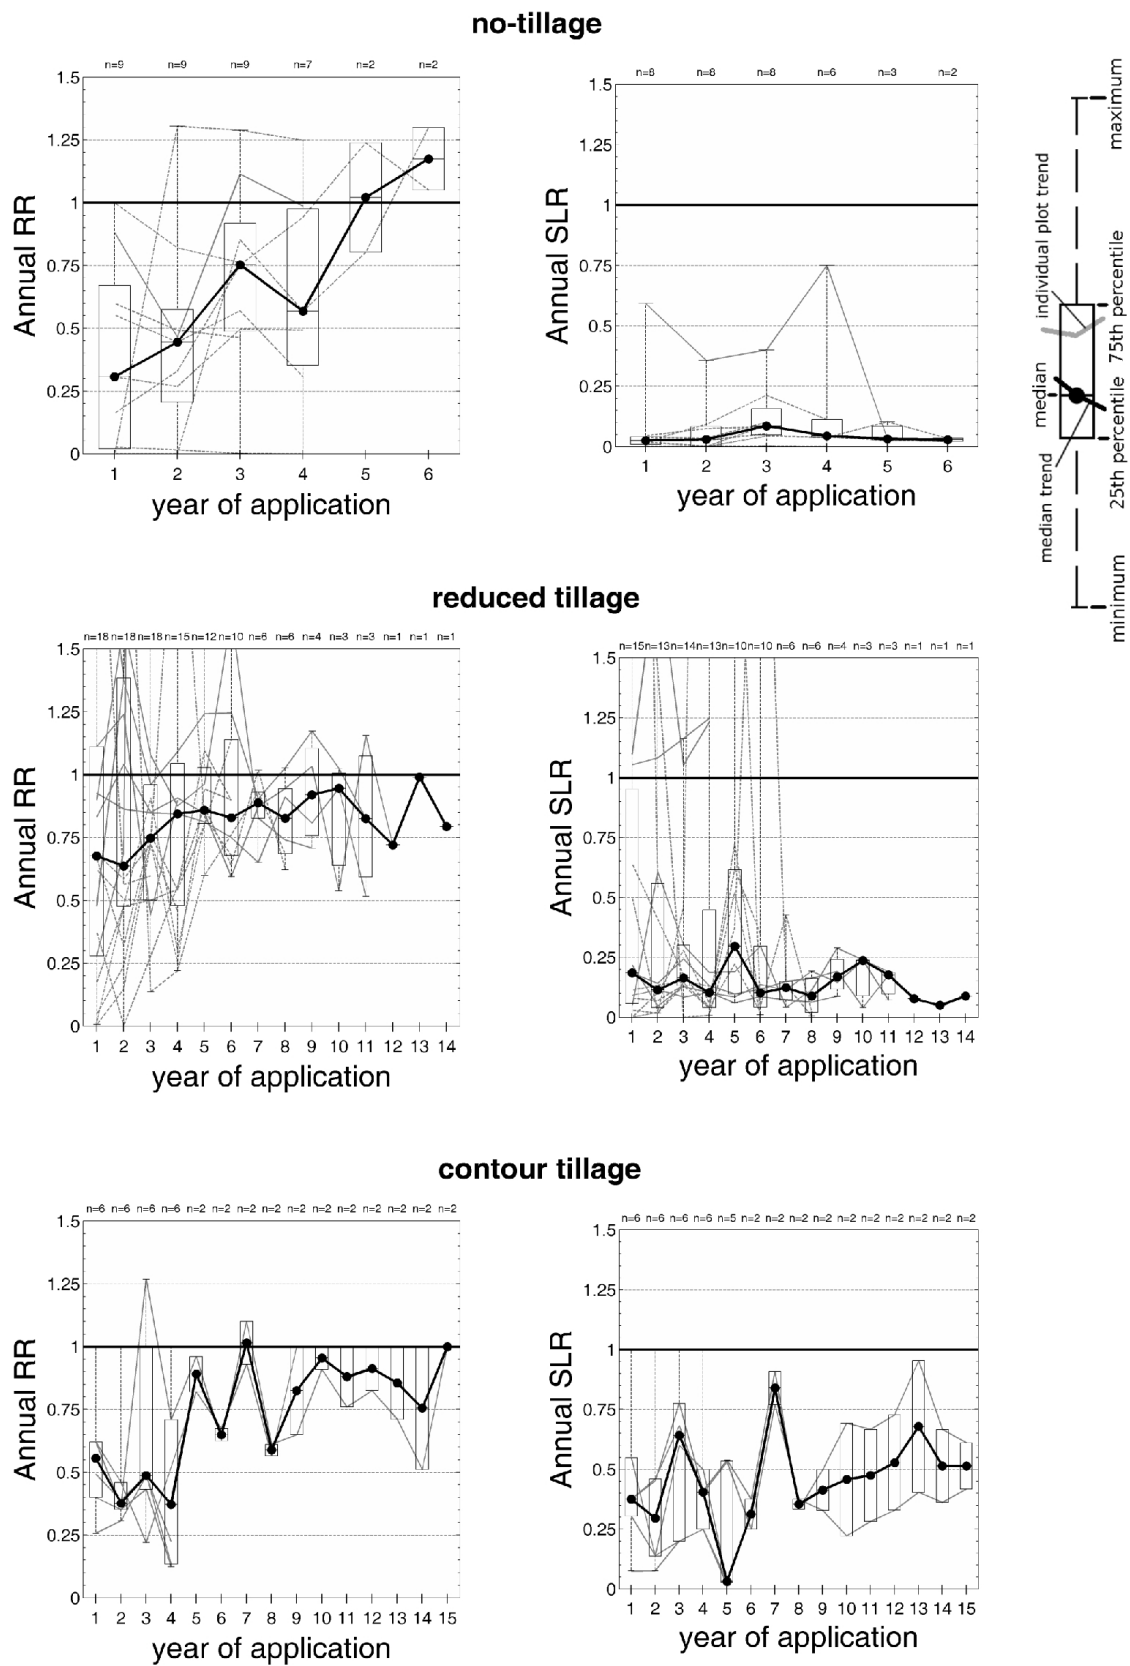 no-tillage
n=9 n=9 n=9 n=7 n=2 n=2
1.5
1.25
1
0.75
0.5
0.25
0
Annual RR
1 2 3 4 5 6
year of application
n=8 n=8 n=8 n=6 n=3 n=2
1.5
1.25
1
0.75
0.5
0.25
0
Annual SLR
1 2 3 4 5 6
year of application
maximum
individual plot trend
75th percentile
median
25th percentile
median trend
minimum
reduced tillage
n=18 n=18 n=18 n=15 n=12 n=10 n=6 n=6 n=4 n=3 n=3 n=1 n=1 n=1
1.5
1.25
1
0.75
0.5
0.25
0
Annual RR
1 2 3 4 5 6 7 8 9 10 11 12 13 14
year of application
n=15 n=13 n=14 n=13 n=10 n=10 n=6 n=6 n=4 n=3 n=3 n=1 n=1 n=1
1.5
1.25
1
0.75
0.5
0.25
0
Annual SLR
1 2 3 4 5 6 7 8 9 10 11 12 13 14
year of application
contour tillage
n=6 n=6 n=6 n=6 n=2 n=2 n=2 n=2 n=2 n=2 n=2 n=2 n=2 n=2 n=2
1.5
1.25
1
0.75
0.5
0.25
0
Annual RR
1 2 3 4 5 6 7 8 9 10 11 12 13 14 15
year of application
n=6 n=6 n=6 n=6 n=5 n=2 n=2 n=2 n=2 n=2 n=2 n=2 n=2 n=2 n=2
1.5
1.25
1
0.75
0.5
0.25
0
Annual SLR
1 2 3 4 5 6 7 8 9 10 11 12 13 14 15
year of application